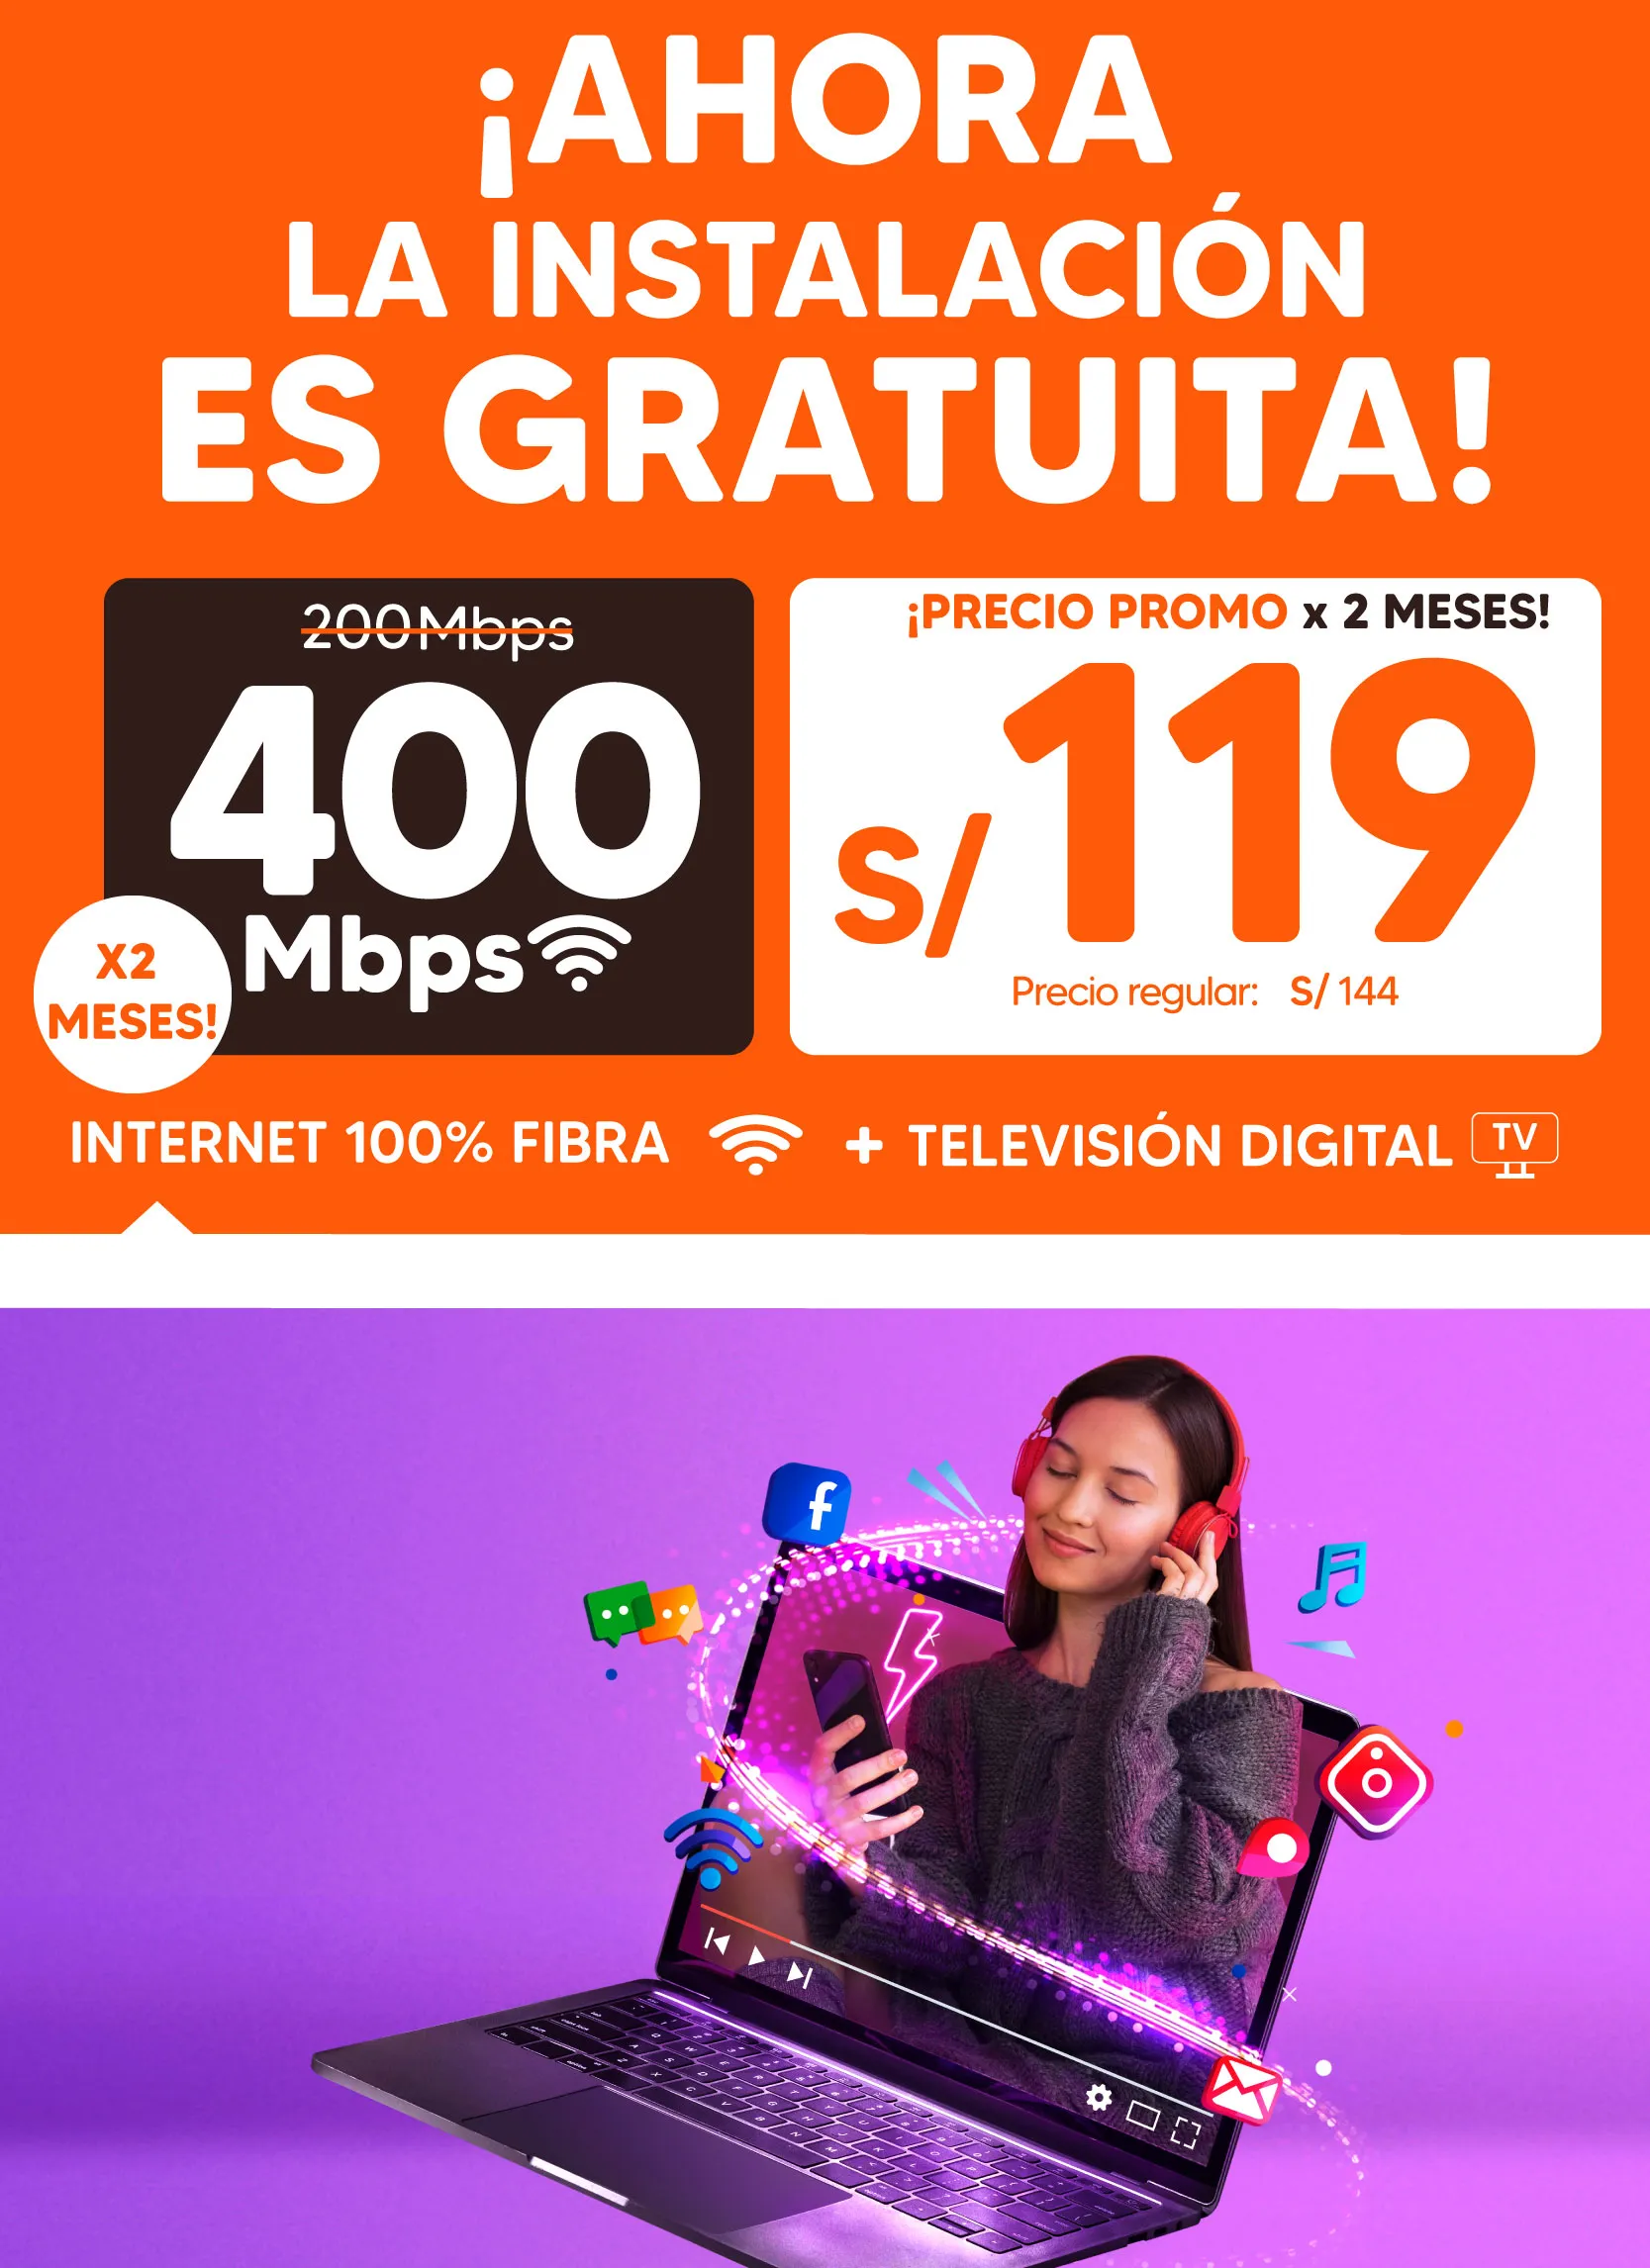 ¡AHORA
LA INSTALACIÓN
ES GRATUITA!
200Mbps
400
Mbps
X2
MESES!
¡PRECIO PROMO x 2 MESES!
S/119
Precio regular: S/ 144
INTERNET 100% FIBRA + TELEVISIÓN DIGITAL TV
f